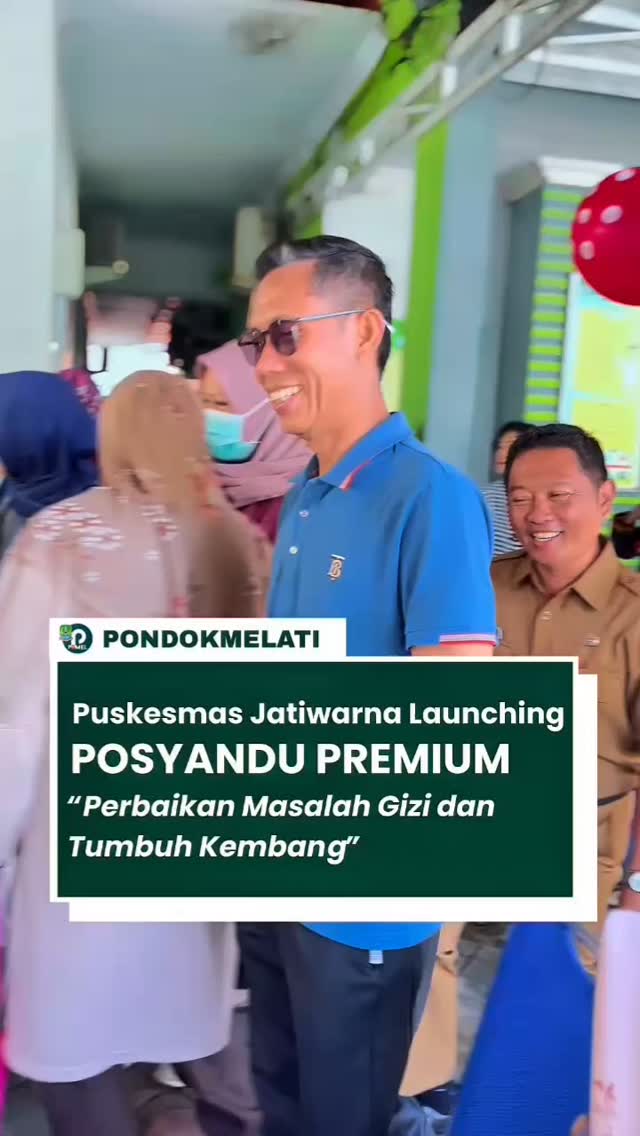 PONDOKMELATI
Puskesmas Jatiwarna Launching
POSYANDU PREMIUM
“Perbaikan Masalah Gizi dan
Tumbuh Kembang”